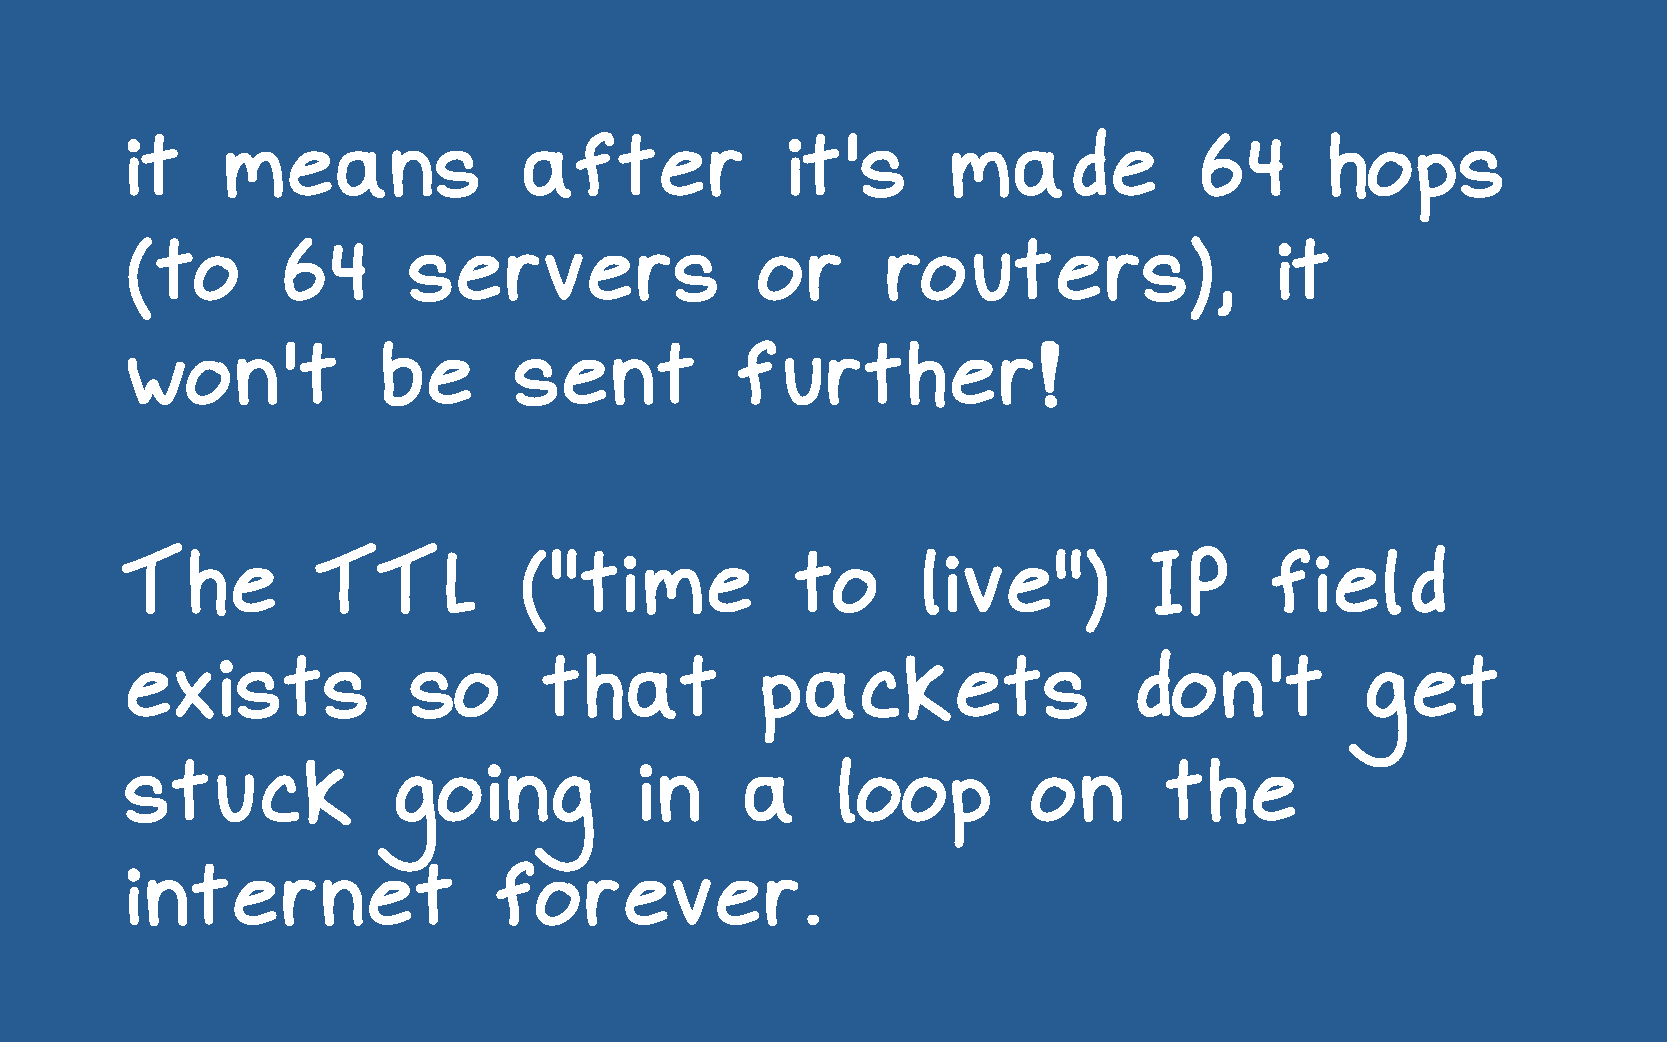 it means after it's made 64 hops
(to 64 servers or routers), it
won't be sent further!
The TTL ("time to live") IP field
exists so that packets don't get
stuck going in a loop on the
internet forever.